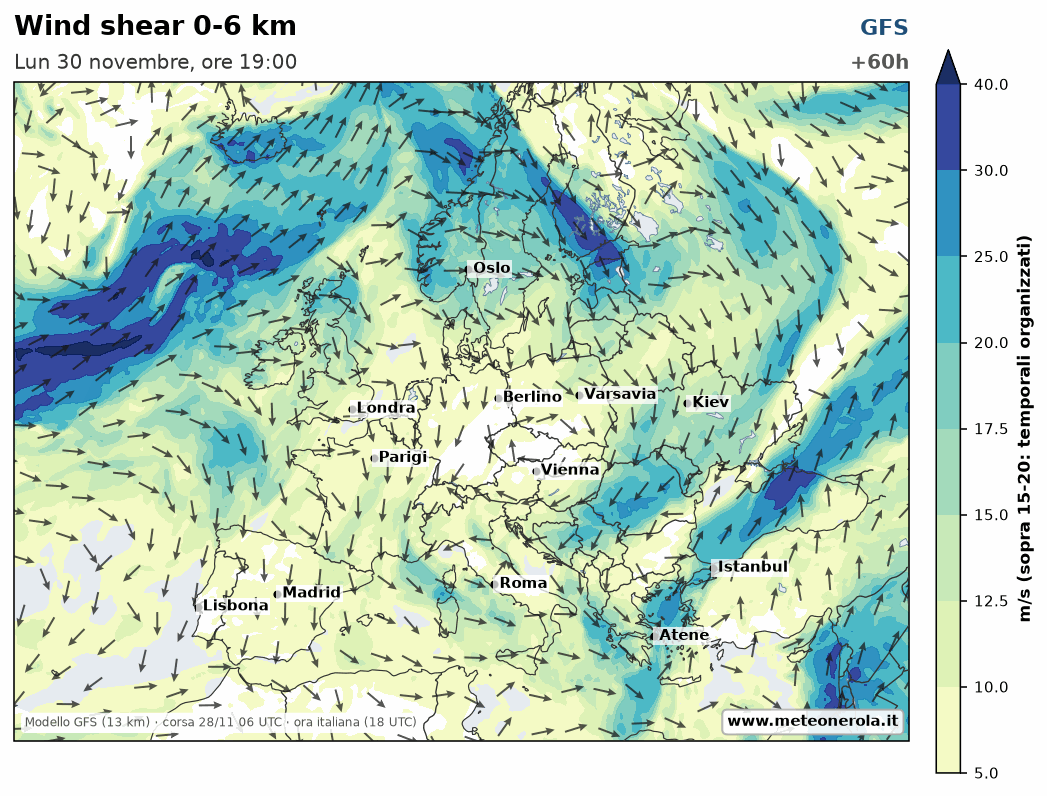 Wind shear 0-6 km
GFS
Lun 30 novembre, ore 19:00
+60h
40.0
30.0
25.0
20.0
17.5
15.0
12.5
10.0
5.0
m/s (sopra 15-20: temporali organizzati)
Oslo
Berlino
Varsavia
Kiev
Londra
Parigi
Vienna
Istanbul
Roma
Madrid
Lisbona
Atene
Modello GFS (13 km) · corsa 28/11 06 UTC · ora italiana (18 UTC)
www.meteonerola.it